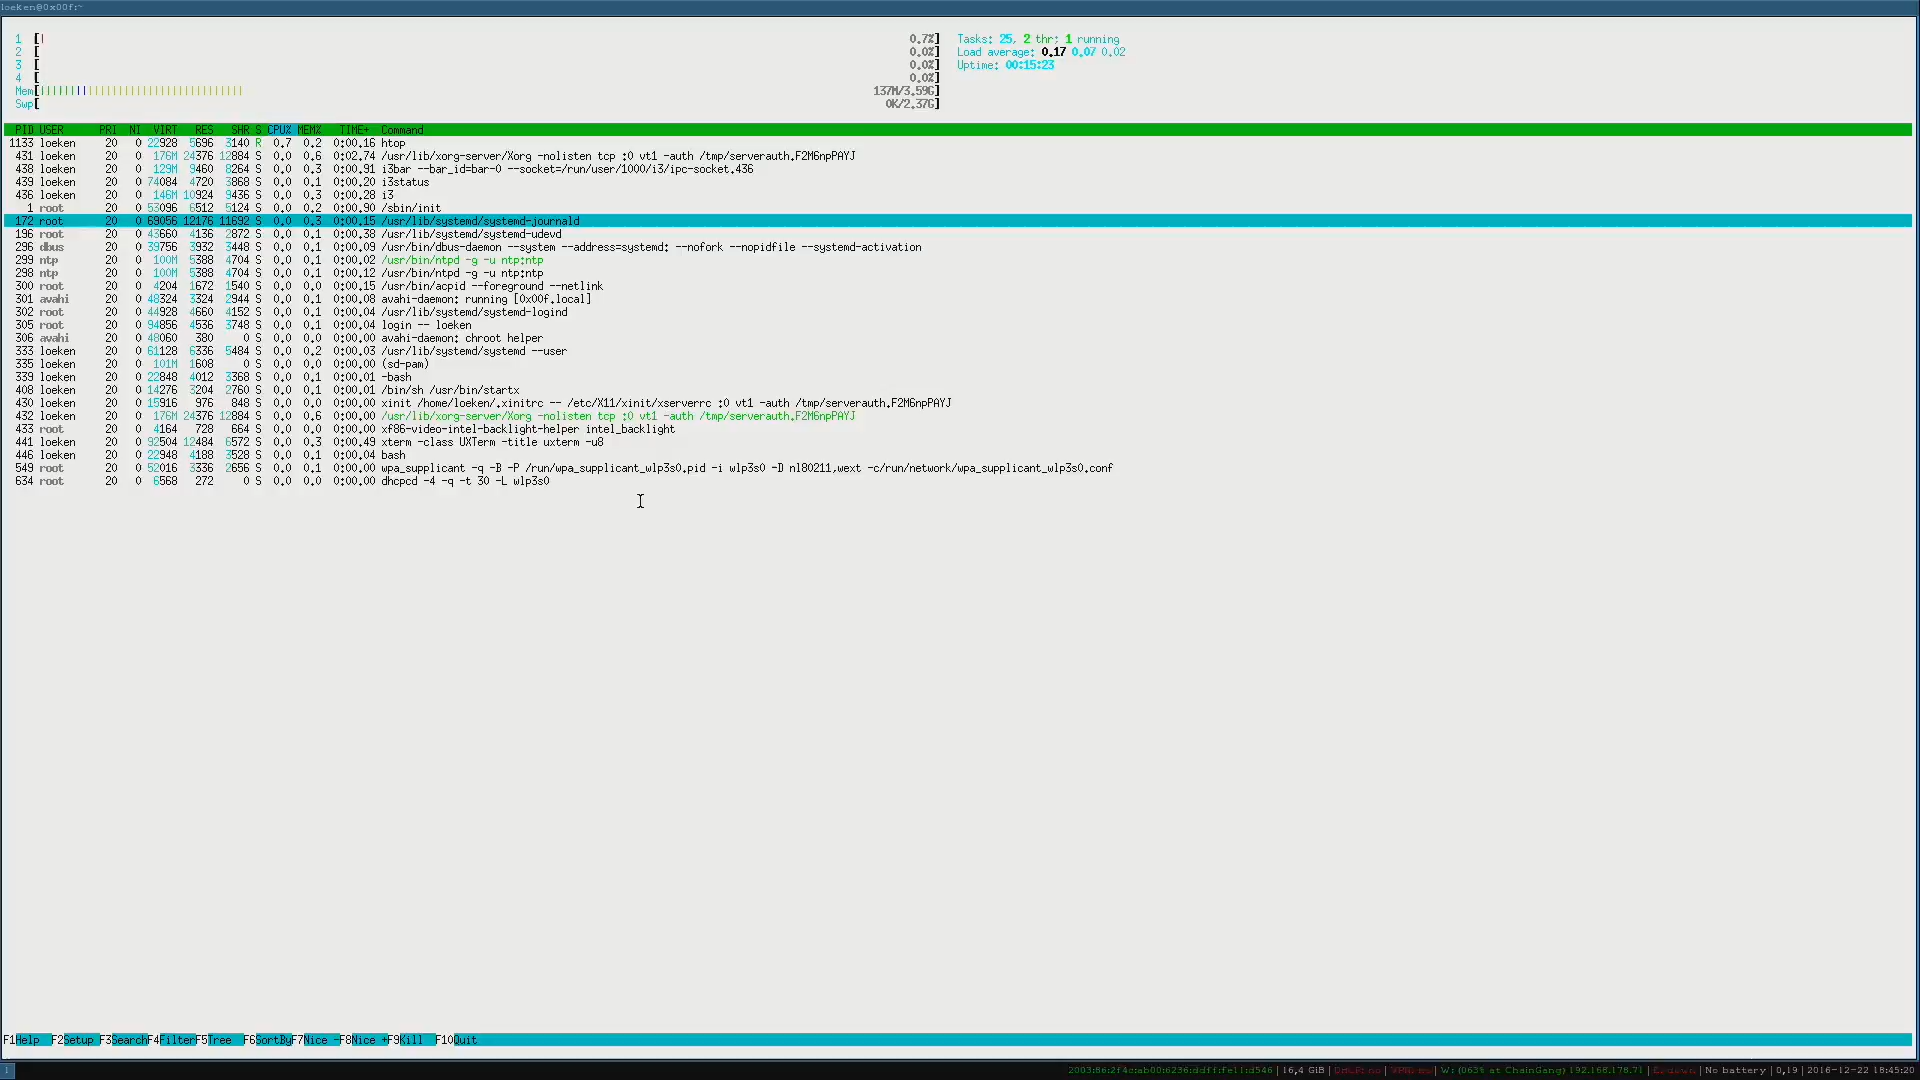 loeken@0x00f:~
1 [| 0.7%] Tasks: 25, 2 thr; 1 running
2 [ 0.0%] Load average: 0.17 0.07 0.02
3 [ 0.0%] Uptime: 00:15:23
4 [ 0.0%]
Mem[||||||||||||||||||||||||||||||||||137M/3.59G]
Swp[ 0K/2.37G]
PID USER PRI NI VIRT RES SHR S CPU% MEM% TIME+ Command
1133 loeken 20 0 22928 5696 3140 R 0.7 0.2 0:00.16 htop
431 loeken 20 0 176M 24376 12884 S 0.0 0.6 0:02.74 /usr/lib/xorg-server/Xorg -nolisten tcp :0 vt1 -auth /tmp/serverauth.F2M6npPAYJ
438 loeken 20 0 129M 9460 8264 S 0.0 0.3 0:00.91 i3bar --bar_id=bar-0 --socket=/run/user/1000/i3/ipc-socket.436
439 loeken 20 0 74084 4720 3868 S 0.0 0.1 0:00.20 i3status
436 loeken 20 0 146M 10924 9436 S 0.0 0.3 0:00.28 i3
1 root 20 0 53096 6512 5124 S 0.0 0.2 0:00.90 /sbin/init
172 root 20 0 69056 12176 11692 S 0.0 0.3 0:00.15 /usr/lib/systemd/systemd-journald
196 root 20 0 43660 4136 2872 S 0.0 0.1 0:00.38 /usr/lib/systemd/systemd-udevd
296 dbus 20 0 39756 3932 3448 S 0.0 0.1 0:00.09 /usr/bin/dbus-daemon --system --address=systemd: --nofork --nopidfile --systemd-activation
299 ntp 20 0 100M 5388 4704 S 0.0 0.1 0:00.02 /usr/bin/ntpd -g -u ntp:ntp
298 ntp 20 0 100M 5388 4704 S 0.0 0.1 0:00.12 /usr/bin/ntpd -g -u ntp:ntp
300 root 20 0 4204 1672 1540 S 0.0 0.0 0:00.15 /usr/bin/acpid --foreground --netlink
301 avahi 20 0 48324 3324 2944 S 0.0 0.1 0:00.08 avahi-daemon: running [0x00f.local]
302 root 20 0 44928 4660 4152 S 0.0 0.1 0:00.04 /usr/lib/systemd/systemd-logind
305 root 20 0 94856 4536 3748 S 0.0 0.1 0:00.04 login -- loeken
306 avahi 20 0 48060 380 0 S 0.0 0.0 0:00.00 avahi-daemon: chroot helper
333 loeken 20 0 61128 6336 5484 S 0.0 0.2 0:00.03 /usr/lib/systemd/systemd --user
335 loeken 20 0 101M 1608 0 S 0.0 0.0 0:00.00 (sd-pam)
339 loeken 20 0 22848 4012 3368 S 0.0 0.1 0:00.01 -bash
408 loeken 20 0 14276 3204 2760 S 0.0 0.1 0:00.01 /bin/sh /usr/bin/startx
430 loeken 20 0 15916 976 848 S 0.0 0.0 0:00.00 xinit /home/loeken/.xinitrc -- /etc/X11/xinit/xserverrc :0 vt1 -auth /tmp/serverauth.F2M6npPAYJ
432 loeken 20 0 176M 24376 12884 S 0.0 0.6 0:00.00 /usr/lib/xorg-server/Xorg -nolisten tcp :0 vt1 -auth /tmp/serverauth.F2M6npPAYJ
433 root 20 0 4164 728 664 S 0.0 0.0 0:00.00 xf86-video-intel-backlight-helper intel_backlight
441 loeken 20 0 92504 12484 6572 S 0.0 0.3 0:00.49 xterm -class UXTerm -title uxterm -u8
446 loeken 20 0 22948 4188 3528 S 0.0 0.1 0:00.04 bash
549 root 20 0 52016 3336 2656 S 0.0 0.1 0:00.00 wpa_supplicant -q -B -P /run/wpa_supplicant_wlp3s0.pid -i wlp3s0 -D nl80211,wext -c/run/network/wpa_supplicant_wlp3s0.conf
634 root 20 0 6568 272 0 S 0.0 0.0 0:00.00 dhcpcd -4 -q -t 30 -L wlp3s0
F1Help F2Setup F3SearchF4FilterF5Tree F6SortByF7Nice -F8Nice +F9Kill F10Quit
1 2003:86:2f4c:ab00:6236:ddff:fe11:d546 | 16,4 GiB | DHCP: no | VPN: no | W: (063% at ChainGang) 192.168.178.71 | E: down | No battery | 0,19 | 2016-12-22 18:45:20